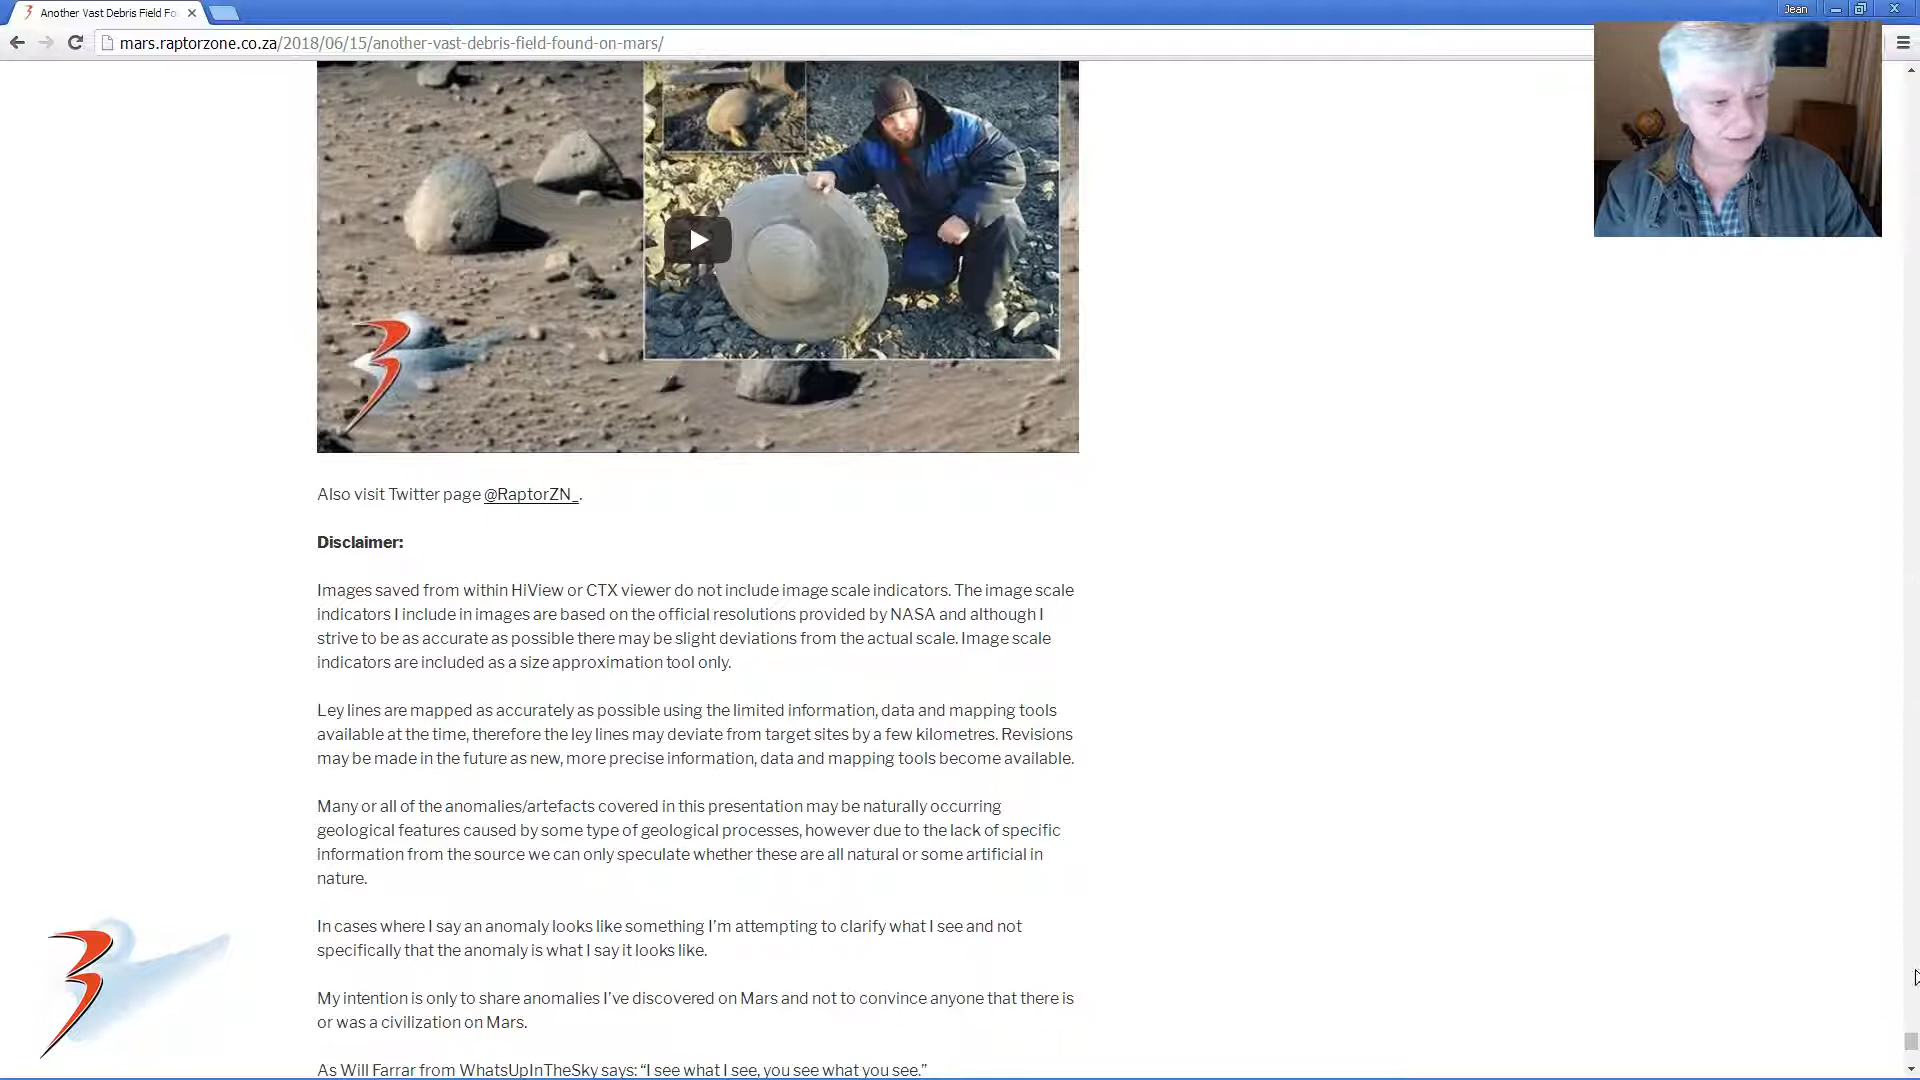 Another Vast Debris Field Fo
Jean
mars.raptorzone.co.za/2018/06/15/another-vast-debris-field-found-on-mars/
Also visit Twitter page @RaptorZN_.
Disclaimer:
Images saved from within HiView or CTX viewer do not include image scale indicators. The image scale
indicators I include in images are based on the official resolutions provided by NASA and although I
strive to be as accurate as possible there may be slight deviations from the actual scale. Image scale
indicators are included as a size approximation tool only.
Ley lines are mapped as accurately as possible using the limited information, data and mapping tools
available at the time, therefore the ley lines may deviate from target sites by a few kilometres. Revisions
may be made in the future as new, more precise information, data and mapping tools become available.
Many or all of the anomalies/artefacts covered in this presentation may be naturally occurring
geological features caused by some type of geological processes, however due to the lack of specific
information from the source we can only speculate whether these are all natural or some artificial in
nature.
In cases where I say an anomaly looks like something I'm attempting to clarify what I see and not
specifically that the anomaly is what I say it looks like.
My intention is only to share anomalies I've discovered on Mars and not to convince anyone that there is
or was a civilization on Mars.
As Will Farrar from WhatsUpInTheSky says: “I see what I see, you see what you see.”